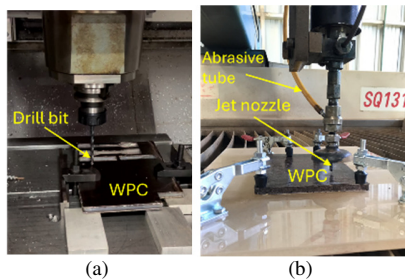 Drill bit
WPC
(a)
Abrasive
tube
Jet nozzle
SQ131
WPC
(b)